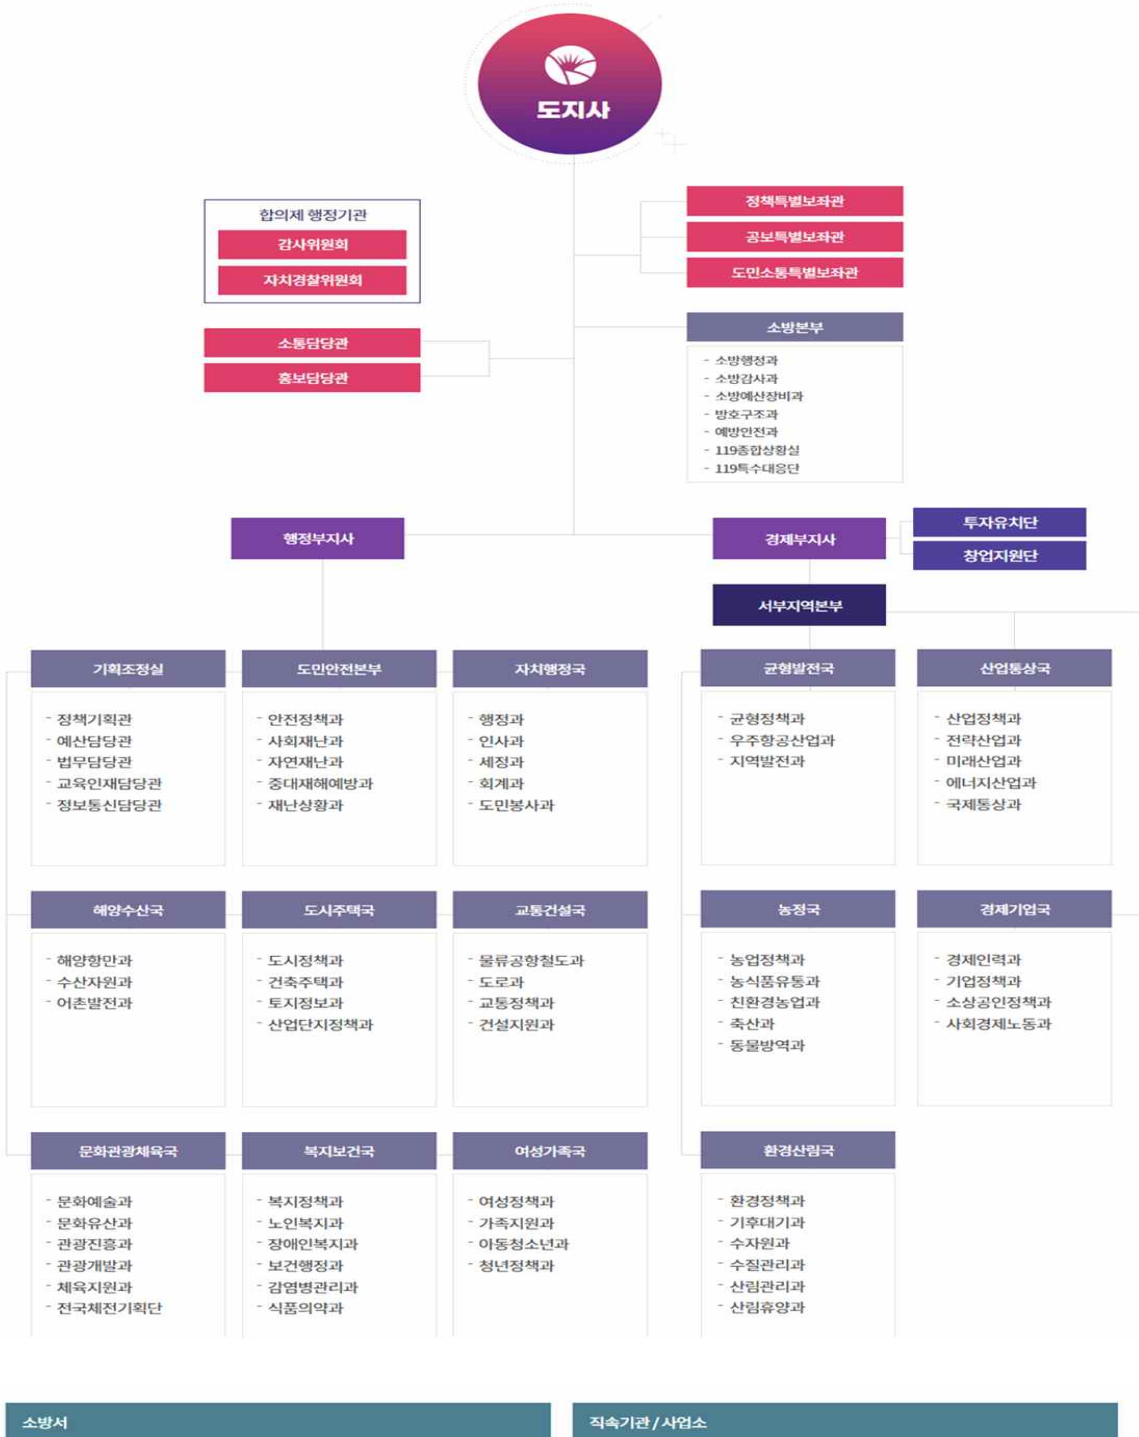 도지사
합의제 행정기관
감사위원회
자치경찰위원회
정책특별보좌관
공보특별보좌관
도민소통특별보좌관
소통담당관
홍보담당관
소방본부
- 소방행정과
- 소방감사과
- 소방예산장비과
- 방호구조과
- 예방안전과
- 119종합상황실
- 119특수대응단
행정부지사
경제부지사
투자유치단
창업지원단
서부지역본부
기획조정실
- 정책기획관
- 예산담당관
- 법무담당관
- 교육인재담당관
- 정보통신담당관
도민안전본부
- 안전정책과
- 사회재난과
- 자연재난과
- 중대재해예방과
- 재난상황과
자치행정국
- 행정과
- 인사과
- 세정과
- 회계과
- 도민봉사과
균형발전국
- 균형정책과
- 우주항공산업과
- 지역발전과
산업통상국
- 산업정책과
- 전략산업과
- 미래산업과
- 에너지산업과
- 국제통상과
해양수산국
- 해양항만과
- 수산자원과
- 어촌발전과
도시주택국
- 도시정책과
- 건축주택과
- 토지정보과
- 산업단지정책과
교통건설국
- 물류공항철도과
- 도로과
- 교통정책과
- 건설지원과
농정국
- 농업정책과
- 농식품유통과
- 친환경농업과
- 축산과
- 동물방역과
경제기업국
- 경제인력과
- 기업정책과
- 소상공인정책과
- 사회경제노동과
문화관광체육국
- 문화예술과
- 문화유산과
- 관광진흥과
- 관광개발과
- 체육지원과
- 전국체전기획단
복지보건국
- 복지정책과
- 노인복지과
- 장애인복지과
- 보건행정과
- 감염병관리과
- 식품의약과
여성가족국
- 여성정책과
- 가족지원과
- 아동청소년과
- 청년정책과
환경산림국
- 환경정책과
- 기후대기과
- 수자원과
- 수질관리과
- 산림관리과
- 산림휴양과
소방서
직속기관 / 사업소